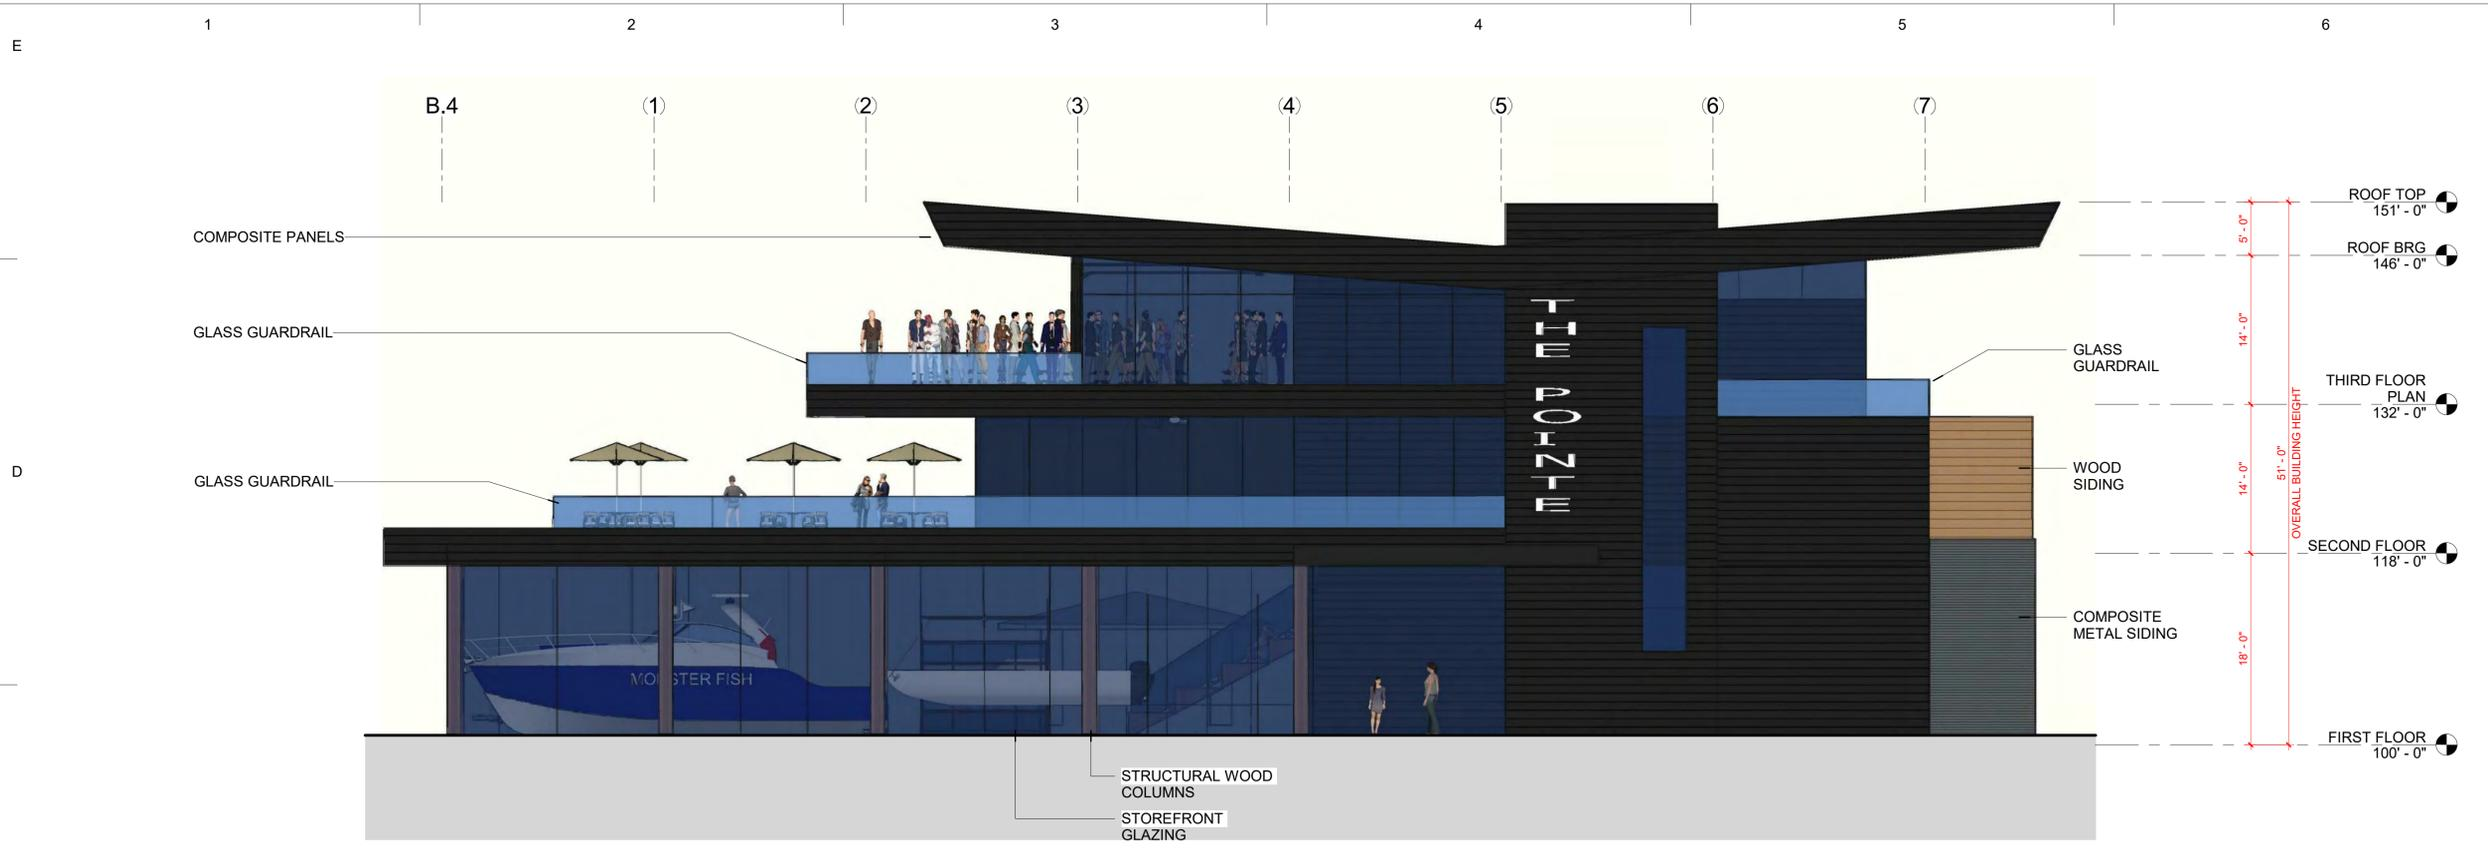 1
2
3
4
5
6
E
B.4
(1)
(2)
(3)
(4)
(5)
(6)
(7)
ROOF TOP
151' - 0"
COMPOSITE PANELS
5' - 0"
ROOF BRG
146' - 0"
GLASS GUARDRAIL
THE POINTE
14' - 0"
GLASS
GUARDRAIL
THIRD FLOOR
PLAN
132' - 0"
D
GLASS GUARDRAIL
WOOD
SIDING
14' - 0"
51' - 0"
OVERALL BUILDING HEIGHT
SECOND FLOOR
118' - 0"
MONSTER FISH
COMPOSITE
METAL SIDING
18' - 0"
FIRST FLOOR
100' - 0"
STRUCTURAL WOOD
COLUMNS
STOREFRONT
GLAZING